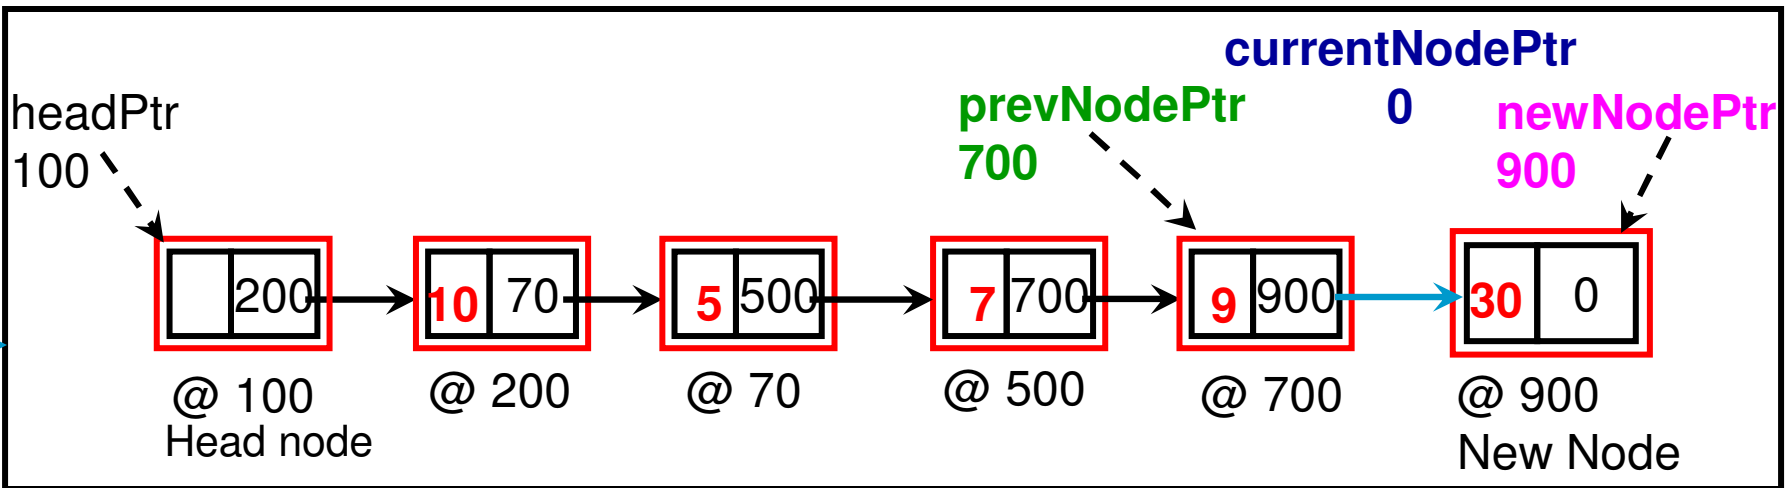 currentNodePtr
0
headPtr
100
prevNodePtr
700
newNodePtr
900
200
10 70
5 500
7 700
9 900
30 0
@ 100
Head node
@ 200
@ 70
@ 500
@ 700
@ 900
New Node